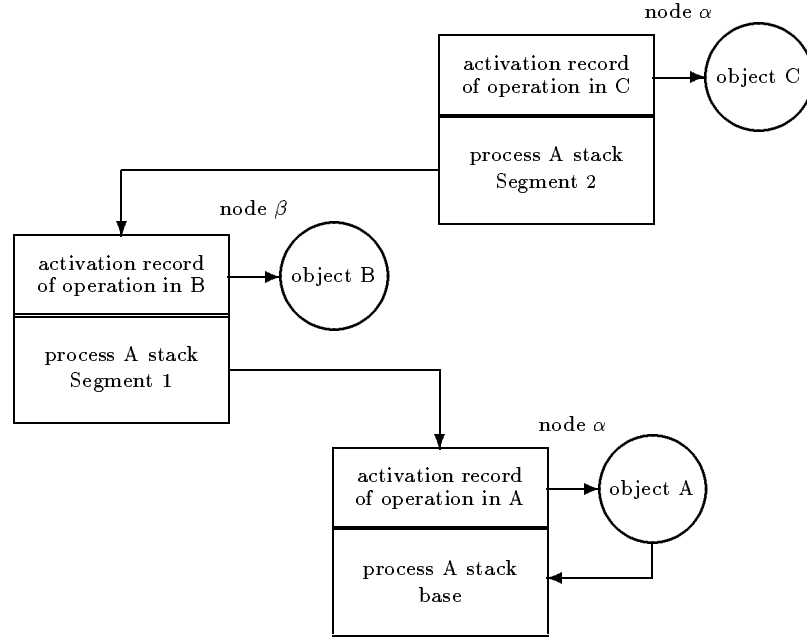 node α
activation record
of operation in C
object C
process A stack
Segment 2
node β
activation record
of operation in B
object B
process A stack
Segment 1
node α
activation record
of operation in A
object A
process A stack
base